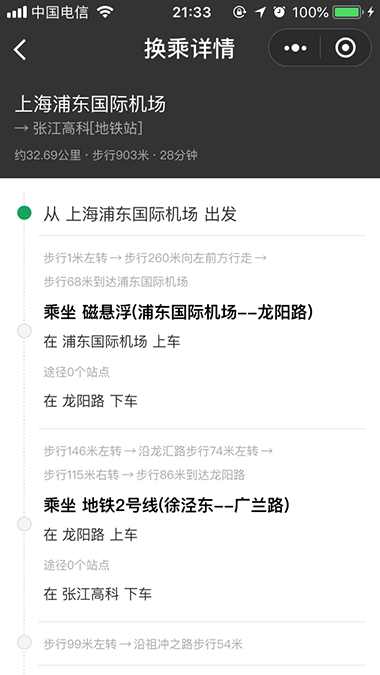 中国电信 21:33 100%
换乘详情
上海浦东国际机场
→ 张江高科[地铁站]
约32.69公里 · 步行903米 · 28分钟
从 上海浦东国际机场 出发
步行1米左转 → 步行260米向左前方行走 →
步行68米到达浦东国际机场
乘坐 磁悬浮(浦东国际机场--龙阳路)
在 浦东国际机场 上车
途径0个站点
在 龙阳路 下车
步行146米左转 → 沿龙汇路步行74米左转 →
步行115米右转 → 步行86米到达龙阳路
乘坐 地铁2号线(徐泾东--广兰路)
在 龙阳路 上车
途径0个站点
在 张江高科 下车
步行99米左转 → 沿祖冲之路步行54米